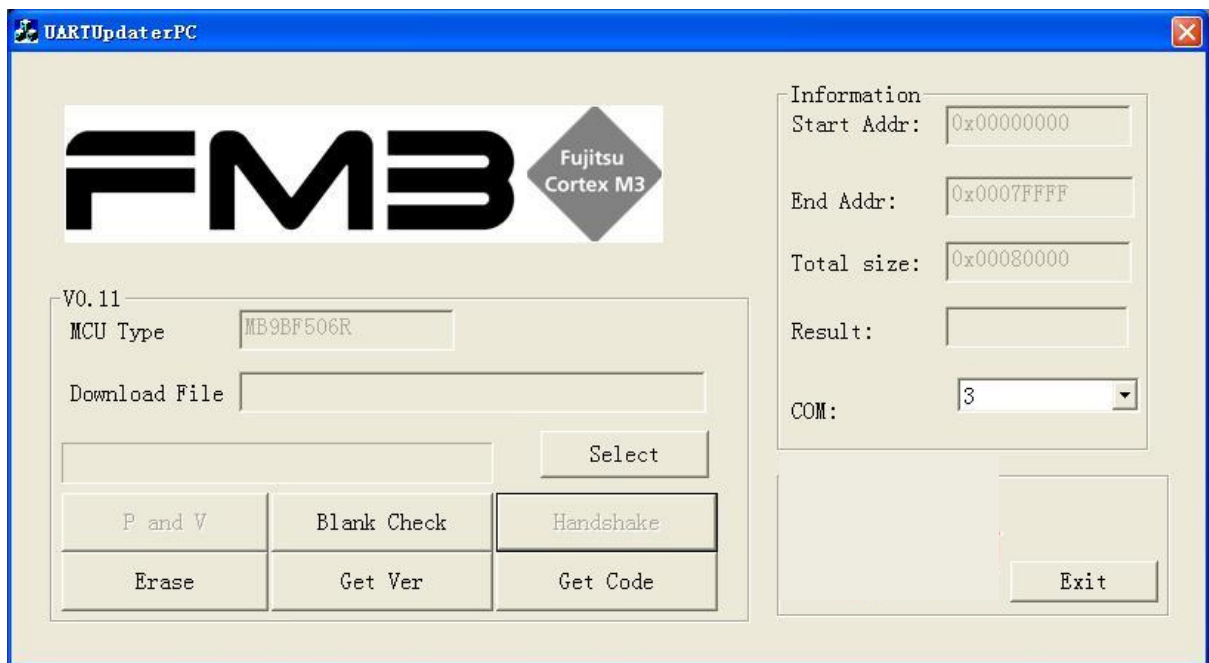 UARTUpdaterPC
FM3
Fujitsu
Cortex M3
V0.11
MCU Type MB9BF506R
Download File
Select
P and V Blank Check Handshake
Erase Get Ver Get Code
Information
Start Addr: 0x00000000
End Addr: 0x0007FFFF
Total size: 0x00080000
Result:
COM: 3
Exit